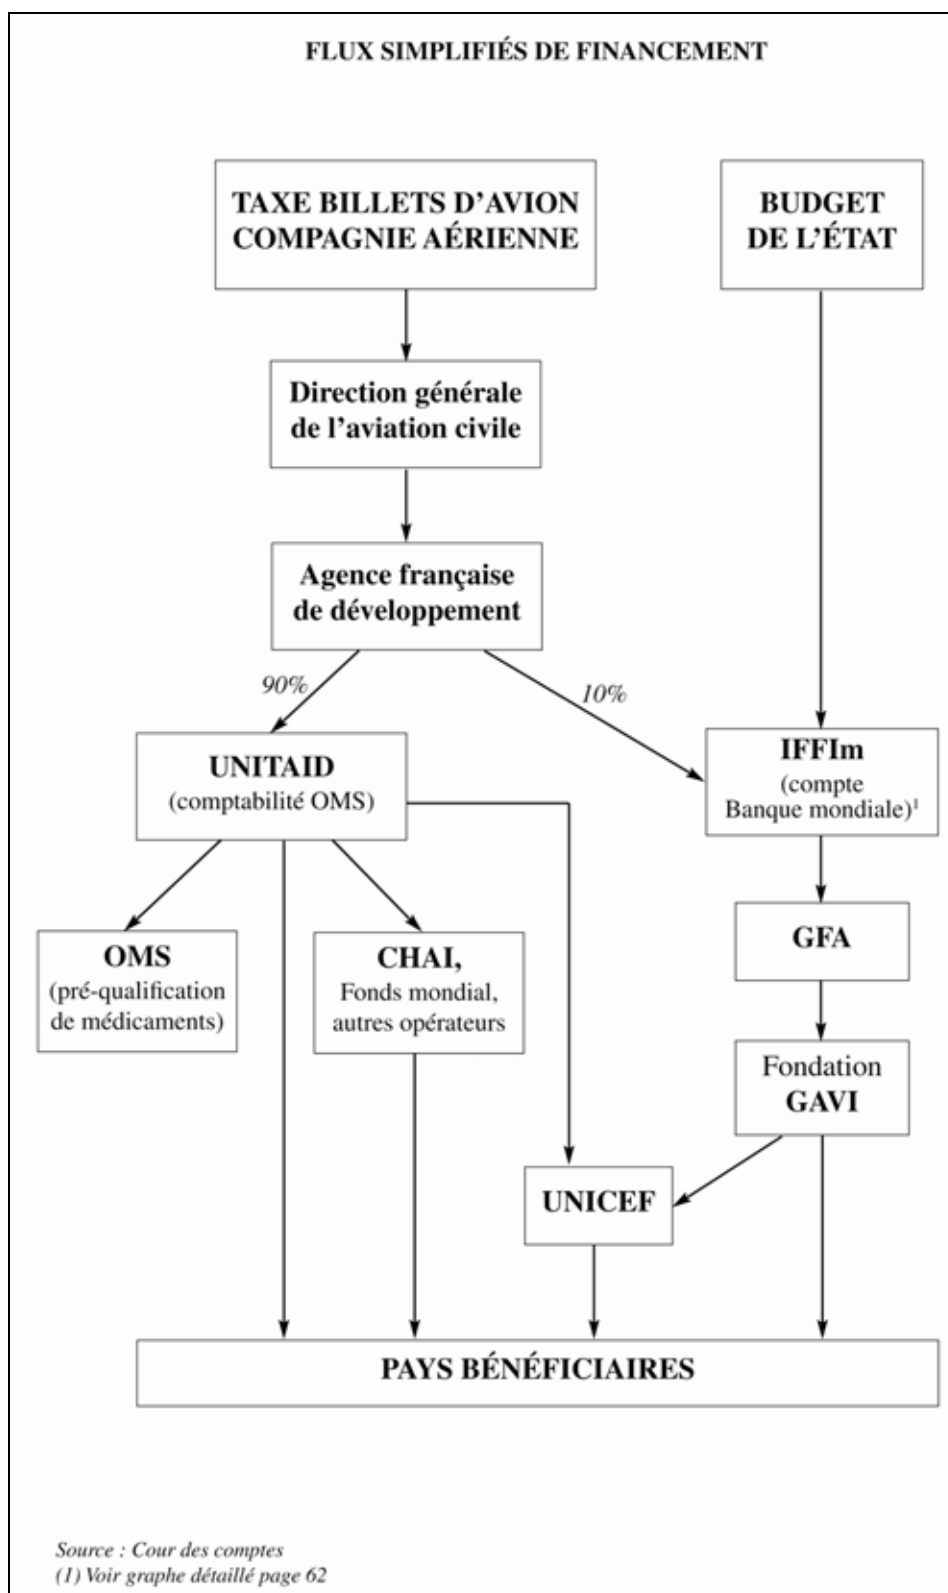 FLUX SIMPLIFIÉS DE FINANCEMENT
TAXE BILLETS D'AVION
COMPAGNIE AÉRIENNE
BUDGET
DE L'ÉTAT
Direction générale
de l'aviation civile
Agence française
de développement
90%
10%
UNITAID
(comptabilité OMS)
IFFIm
(compte
Banque mondiale)¹
OMS
(pré-qualification
de médicaments)
CHAI,
Fonds mondial,
autres opérateurs
GFA
Fondation
GAVI
UNICEF
PAYS BÉNÉFICIAIRES
Source : Cour des comptes
(1) Voir graphe détaillé page 62